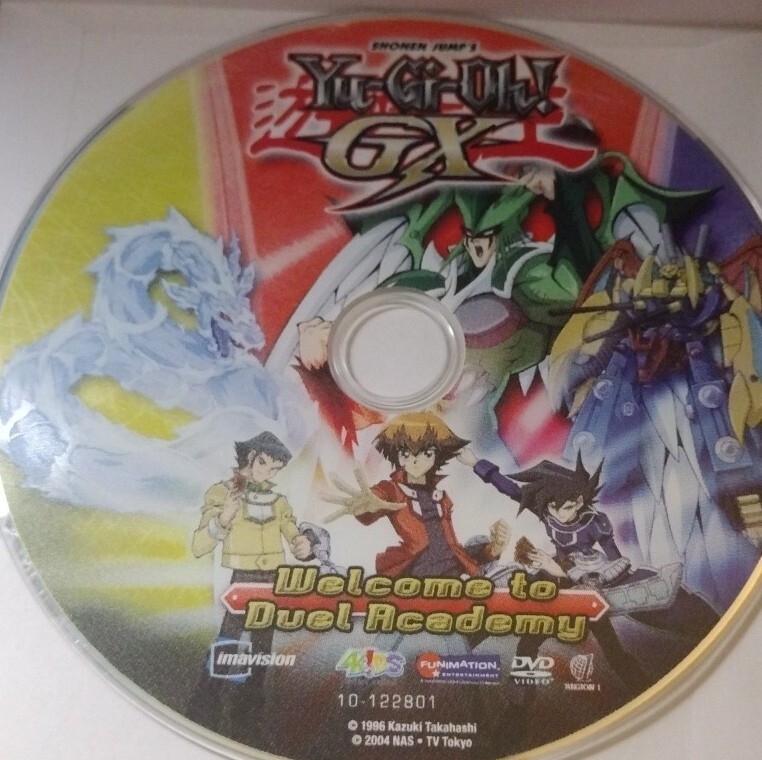 SHONEN JUMP'S
Yu-Gi-Oh!
GX
Welcome to
Duel Academy
imavision
4KIDS
FUNIMATION
ENTERTAINMENT
DVD
VIDEO
REGION 1
10-122801
© 1996 Kazuki Takahashi
© 2004 NAS • TV Tokyo